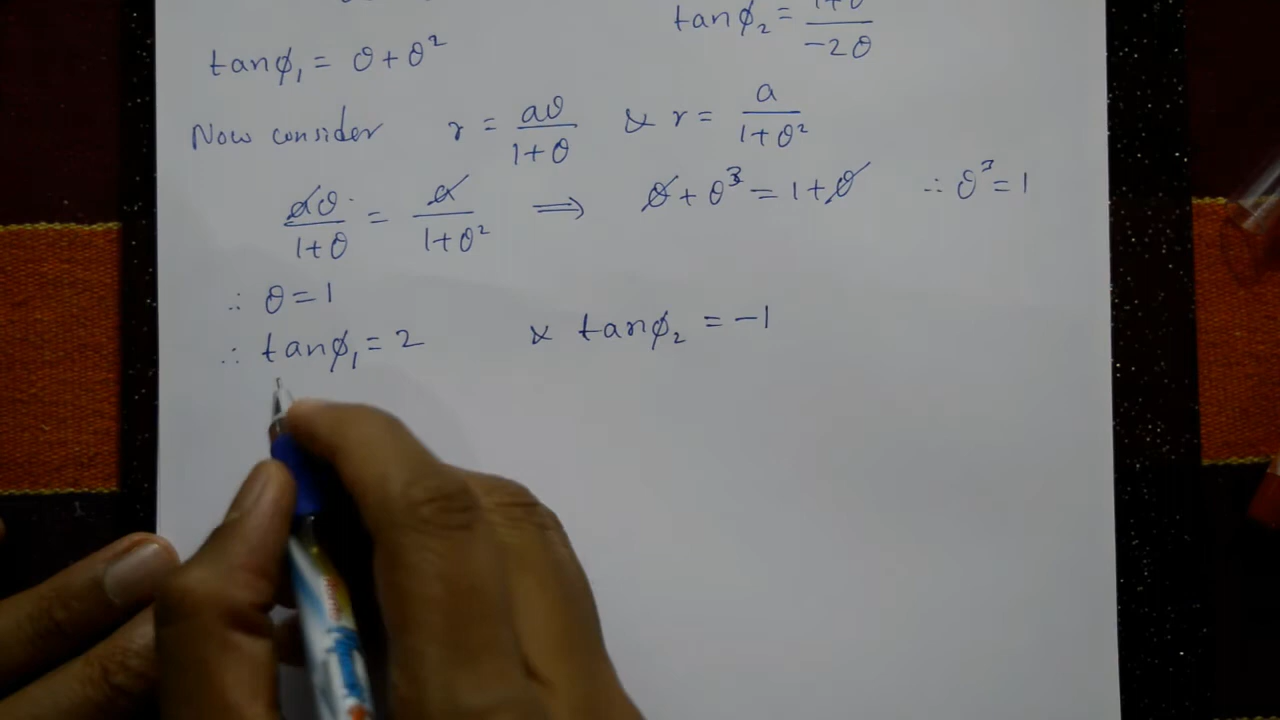 tanφ₂ = 1+θ / -2θ
tanφ₁ = θ + θ²
Now consider r = aθ / 1+θ & r = a / 1+θ²
aθ / 1+θ = a / 1+θ² ⟹ θ + θ³ = 1 + θ ∴ θ³ = 1
∴ θ = 1
∴ tanφ₁ = 2 & tanφ₂ = -1